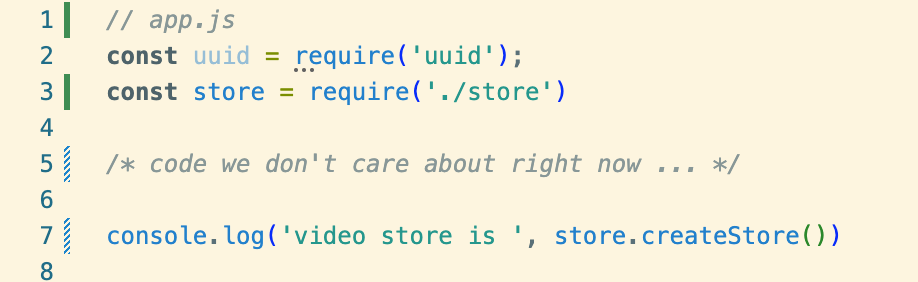 1 // app.js
2 const uuid = require('uuid');
3 const store = require('./store')
4
5 /* code we don't care about right now ... */
6
7 console.log('video store is ', store.createStore())
8